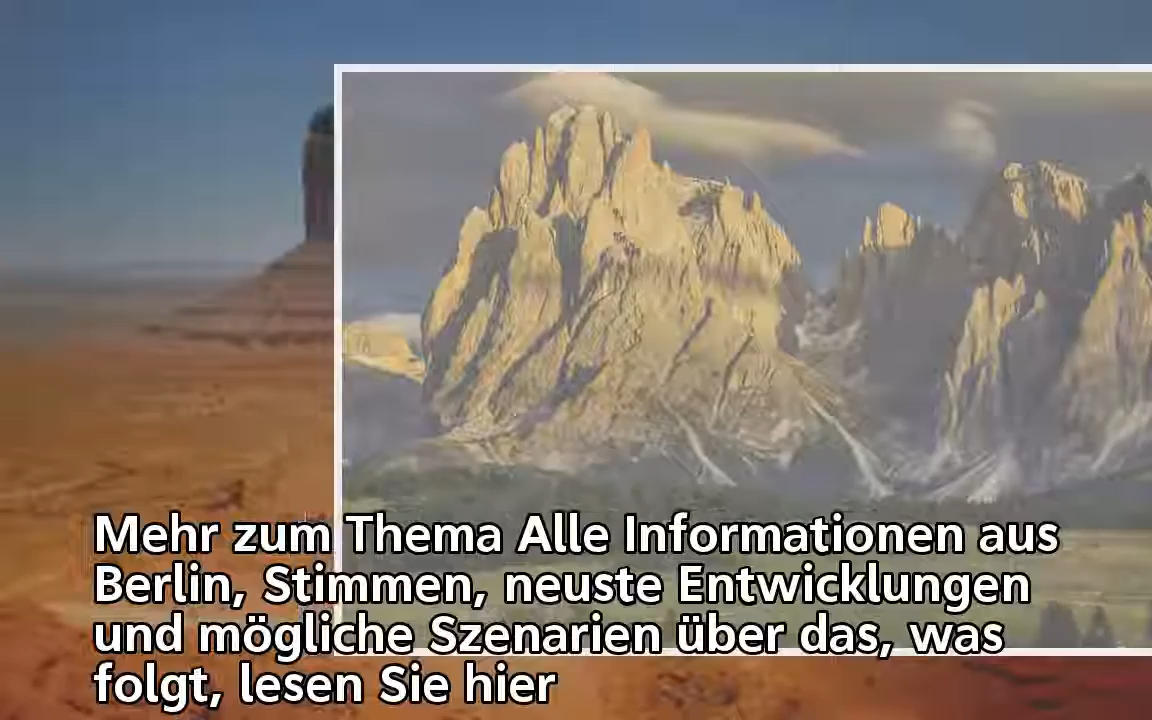 Mehr zum Thema Alle Informationen aus
Berlin, Stimmen, neuste Entwicklungen
und mögliche Szenarien über das, was
folgt, lesen Sie hier